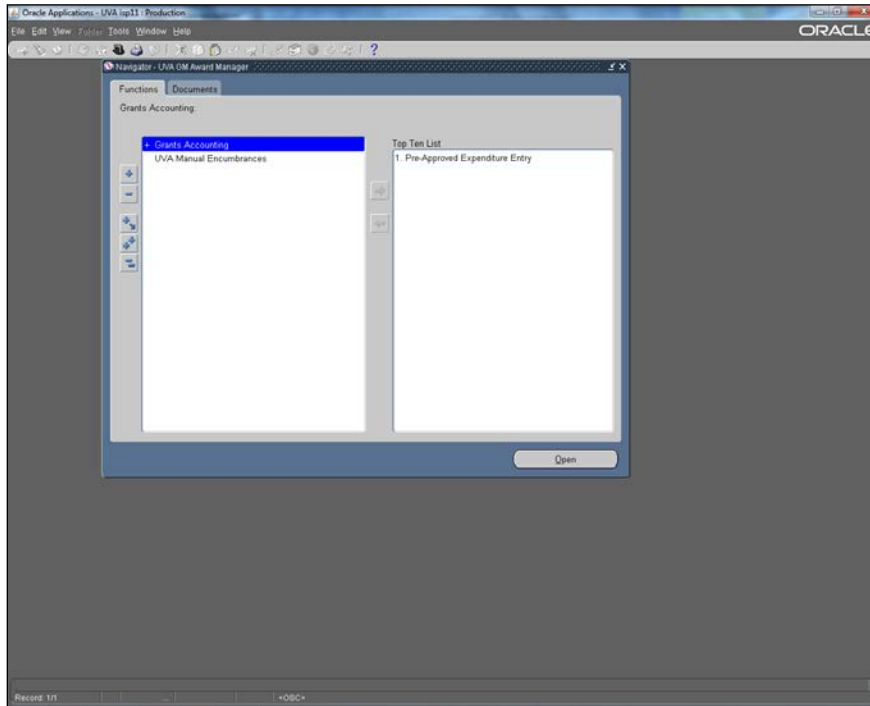 Oracle Applications - UVA isp11 : Production
File Edit View Folder Tools Window Help
ORACLE
Navigator - UVA GM Award Manager
Functions
Documents
Grants Accounting:
Top Ten List
+ Grants Accounting
UVA Manual Encumbrances
1. Pre-Approved Expenditure Entry
Open
Record: 1/1
...
<OSC>